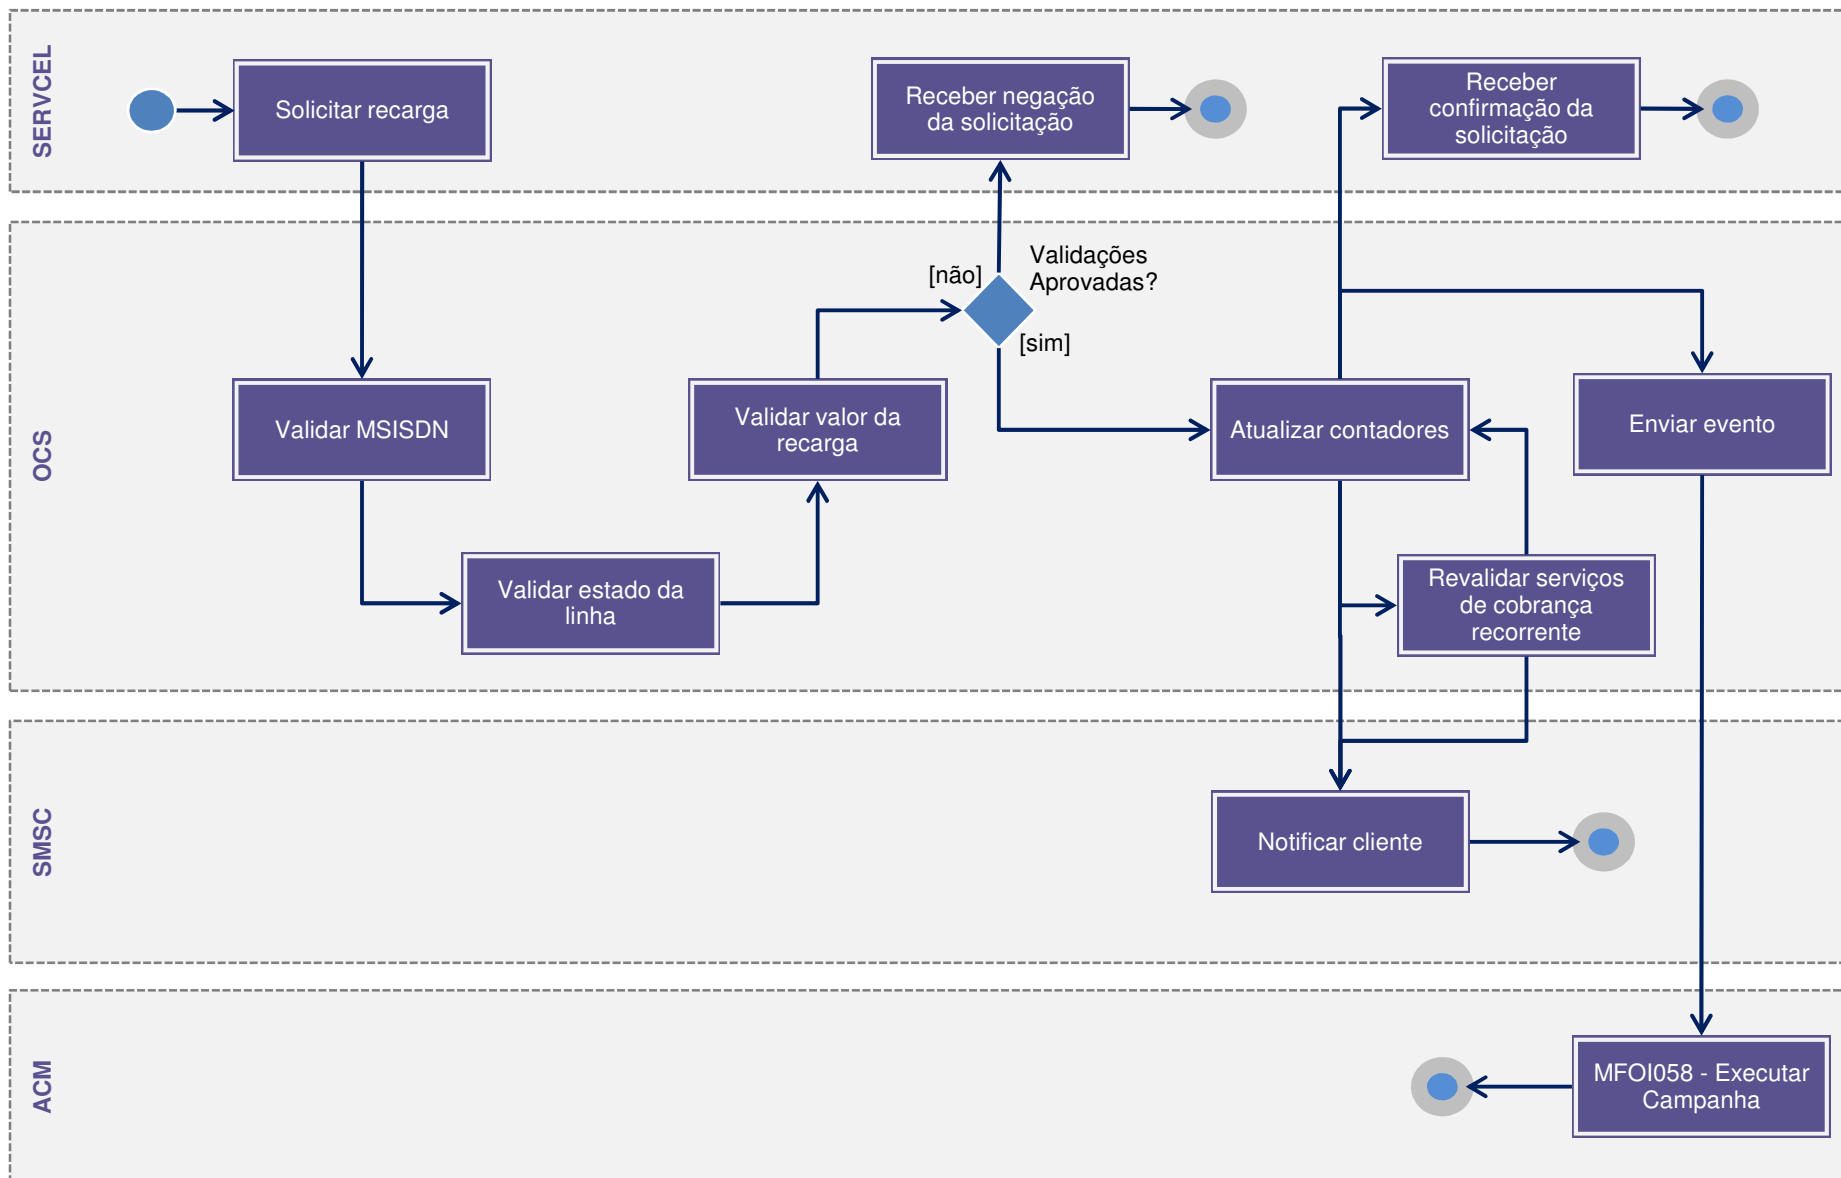 SERVCEL
Solicitar recarga
Receber negação
da solicitação
Receber
confirmação da
solicitação
OCS
Validações
Aprovadas?
[não]
[sim]
Validar MSISDN
Validar valor da
recarga
Atualizar contadores
Enviar evento
Validar estado da
linha
Revalidar serviços
de cobrança
recorrente
SMSC
Notificar cliente
ACM
MFOI058 - Executar
Campanha